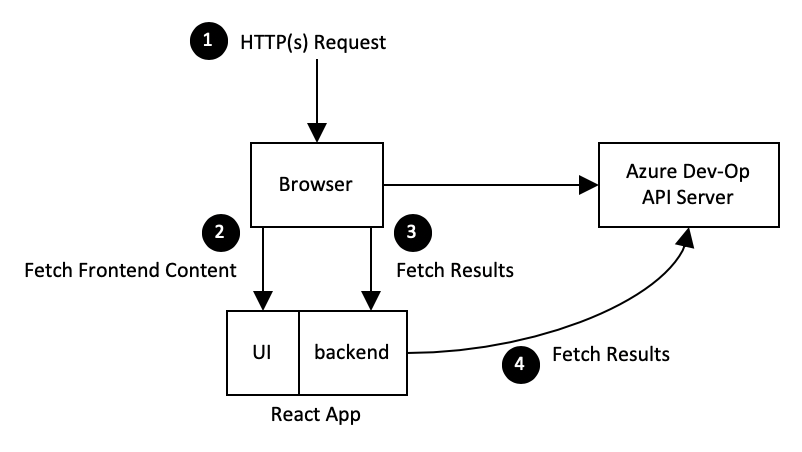 1 HTTP(s) Request
Browser
Azure Dev-Op
API Server
2
3
Fetch Frontend Content
Fetch Results
UI
backend
4 Fetch Results
React App